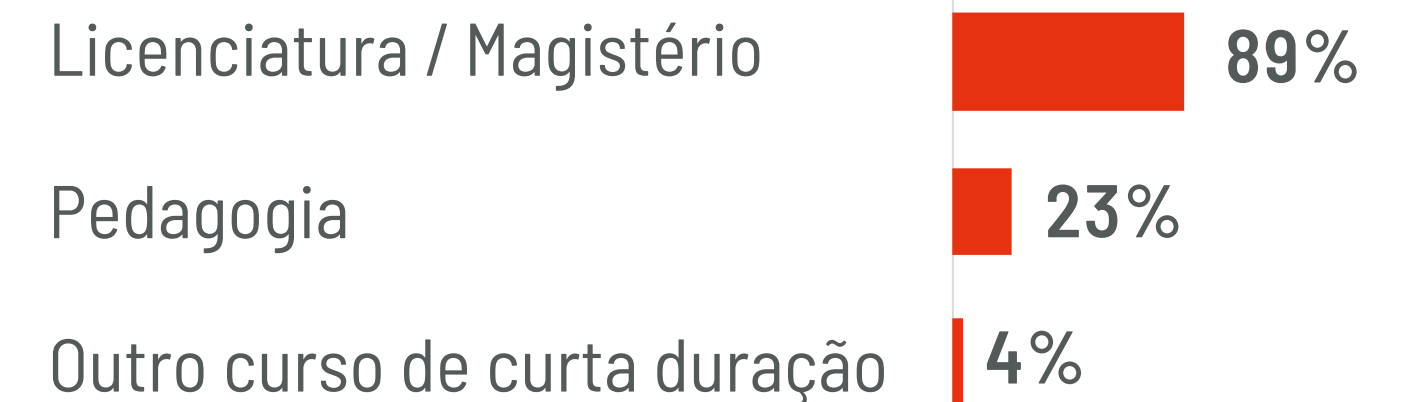 Licenciatura / Magistério 89%
Pedagogia 23%
Outro curso de curta duração 4%